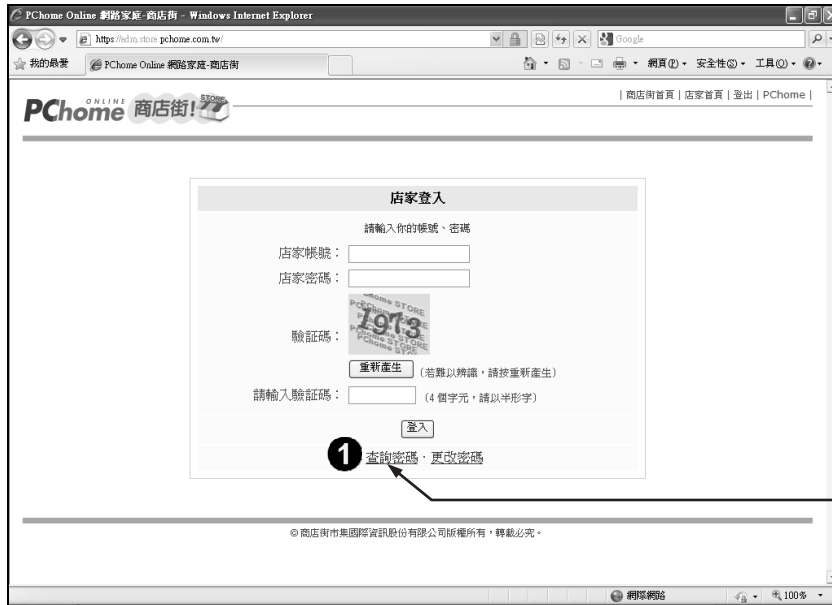 PChome Online 網路家庭-商店街 - Windows Internet Explorer
https://edm.store.pchome.com.tw/
Google
我的最愛
PChome Online 網路家庭-商店街
網頁(P) 安全性(S) 工具(O)
PChome ONLINE 商店街! STORE
| 商店街首頁 | 店家首頁 | 登出 | PChome |
店家登入
請輸入你的帳號、密碼
店家帳號：
店家密碼：
驗証碼：
1973
重新產生 (若難以辨識，請按重新產生)
請輸入驗証碼： (4 個字元，請以半形字)
登入
1 查詢密碼 · 更改密碼
© 商店街市集國際資訊股份有限公司版權所有，轉載必究。
網際網路
100%